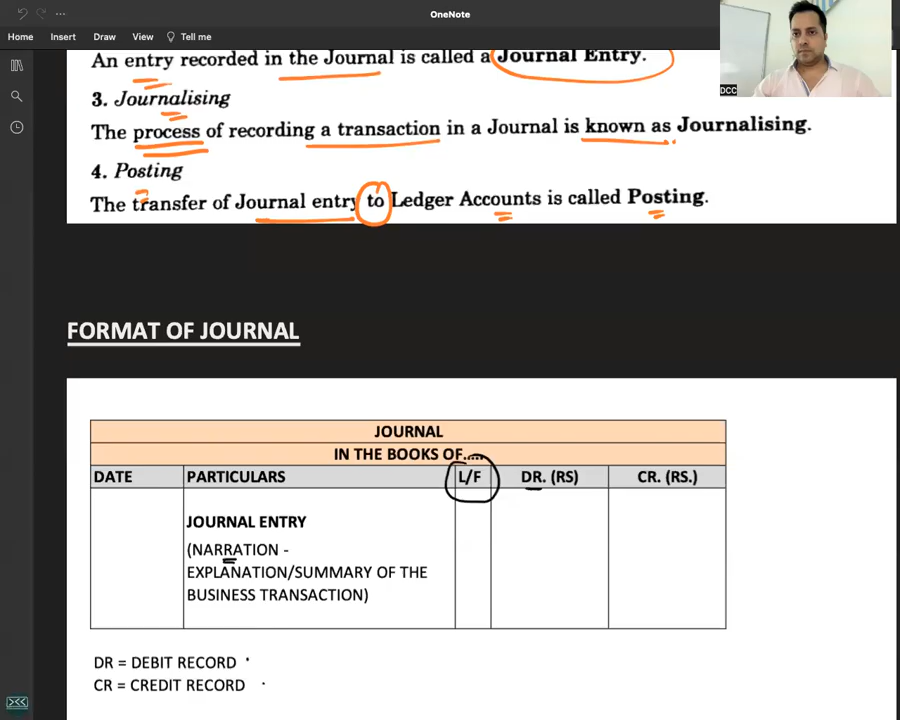 OneNote
Home Insert Draw View Tell me
DCC
An entry recorded in the Journal is called a Journal Entry.
3. Journalising
The process of recording a transaction in a Journal is known as Journalising.
4. Posting
The transfer of Journal entry to Ledger Accounts is called Posting.
FORMAT OF JOURNAL
JOURNAL
IN THE BOOKS OF.....
DATE PARTICULARS L/F DR. (RS) CR. (RS.)
JOURNAL ENTRY
(NARRATION -
EXPLANATION/SUMMARY OF THE
BUSINESS TRANSACTION)
DR = DEBIT RECORD
CR = CREDIT RECORD